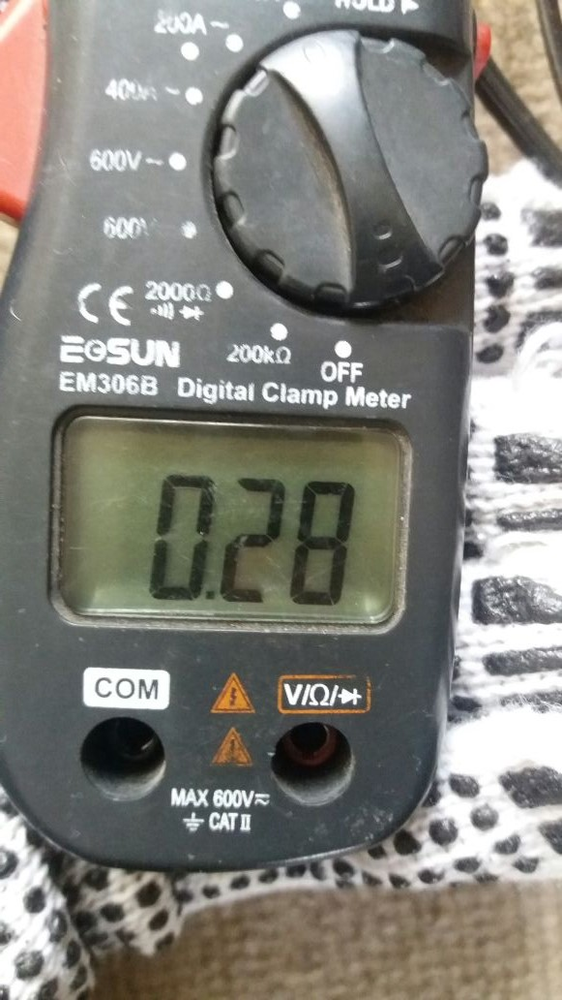 HOLD
200A~
400A~
600V~
600V
CE 2000Ω
EOSUN 200kΩ OFF
EM306B Digital Clamp Meter
0.28
COM V/Ω/
MAX 600V
CAT II